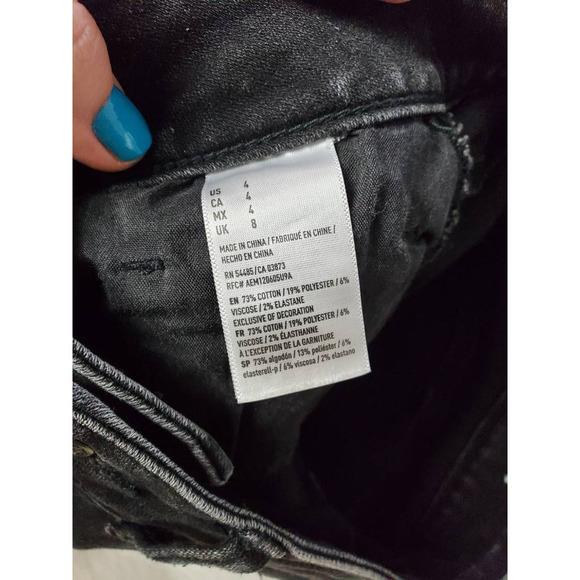 US 4
CA 4
MX 4
UK 8
MADE IN CHINA / FABRIQUÉ EN CHINE /
HECHO EN CHINA
RN 54485/CA 03873
RFC# AEM120605U9A
EN 73% COTTON / 19% POLYESTER / 6%
VISCOSE / 2% ELASTANE
EXCLUSIVE OF DECORATION
FR 73% COTON / 19% POLYESTER / 6%
VISCOSE / 2% ÉLASTHANNE
À L'EXCEPTION DE LA GARNITURE
SP 73% algodón / 13% poliéster / 6%
elasterell-p / 6% viscosa / 2% elastano